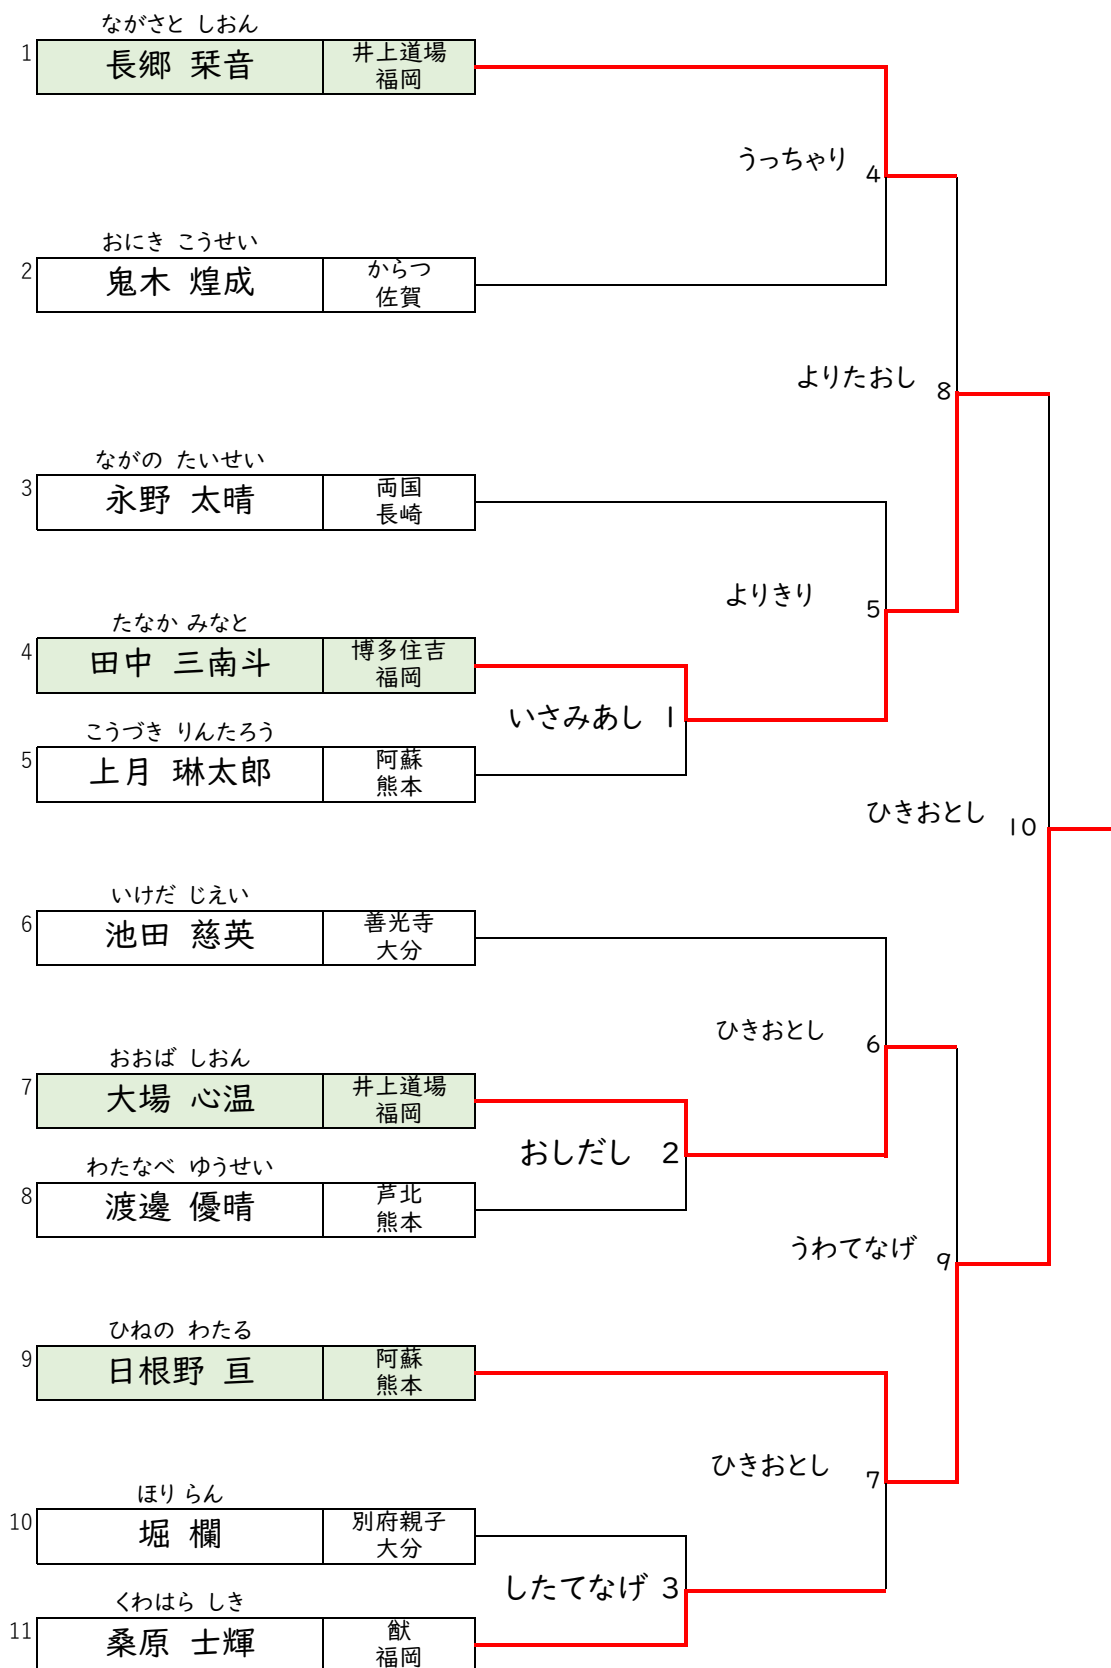 ながさと しおん
1 長郷 栞音 井上道場
福岡
うっちゃり 4
おにき こうせい
2 鬼木 煌成 からつ
佐賀
よりたおし 8
ながの たいせい
3 永野 太晴 両国
長崎
よりきり 5
たなか みなと
4 田中 三南斗 博多住吉
福岡
いさみあし 1
こうづき りんたろう
5 上月 琳太郎 阿蘇
熊本
ひきおとし 10
いけだ じえい
6 池田 慈英 善光寺
大分
ひきおとし 6
おおば しおん
7 大場 心温 井上道場
福岡
おしだし 2
わたなべ ゆうせい
8 渡邊 優晴 芦北
熊本
うわてなげ 9
ひねの わたる
9 日根野 亘 阿蘇
熊本
ひきおとし 7
ほり らん
10 堀 欄 別府親子
大分
したてなげ 3
くわはら しき
11 桑原 士輝 猷
福岡